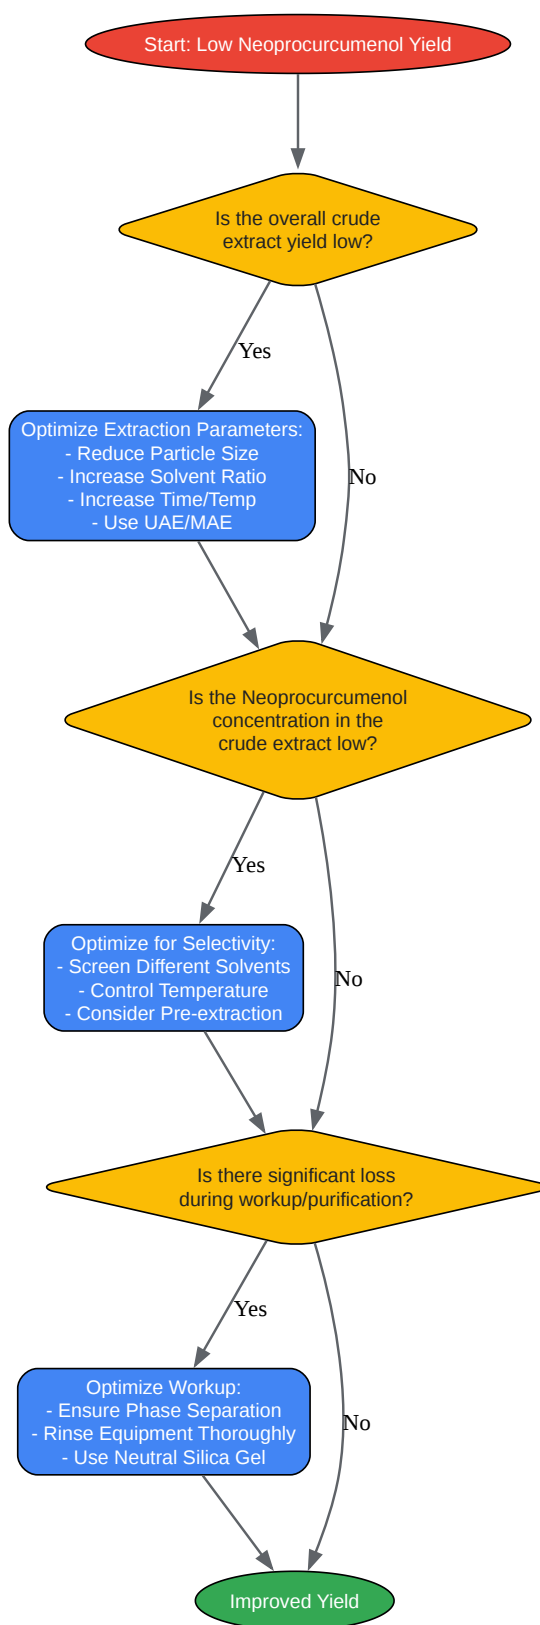 Start: Low Neoprocurcumenol Yield
Is the overall crude
extract yield low?
Yes
No
Optimize Extraction Parameters:
- Reduce Particle Size
- Increase Solvent Ratio
- Increase Time/Temp
- Use UAE/MAE
Is the Neoprocurcumenol
concentration in the
crude extract low?
Yes
No
Optimize for Selectivity:
- Screen Different Solvents
- Control Temperature
- Consider Pre-extraction
Is there significant loss
during workup/purification?
Yes
No
Optimize Workup:
- Ensure Phase Separation
- Rinse Equipment Thoroughly
- Use Neutral Silica Gel
Improved Yield